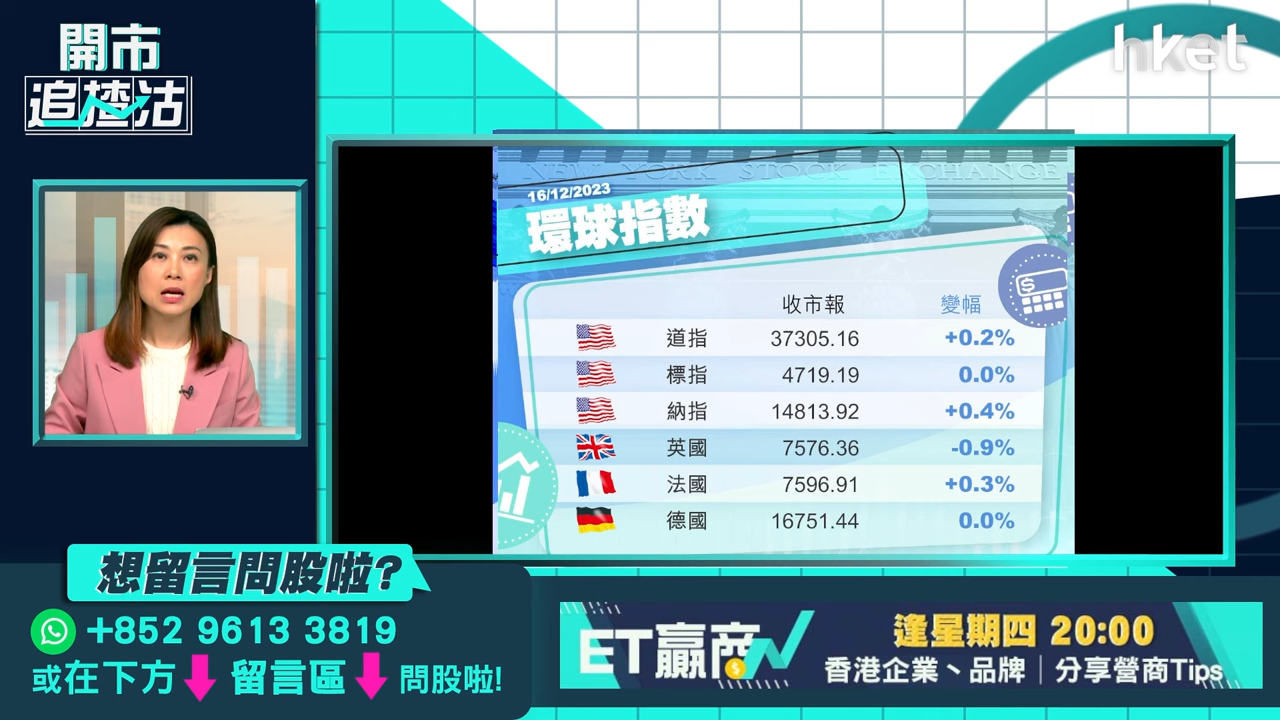 開市
追揸沽
hket
NEW YORK STOCK EXCHANGE
16/12/2023
環球指數
收市報 變幅
道指 37305.16 +0.2%
標指 4719.19 0.0%
納指 14813.92 +0.4%
英國 7576.36 -0.9%
法國 7596.91 +0.3%
德國 16751.44 0.0%
想留言問股啦?
+852 9613 3819
或在下方 留言區 問股啦!
ET贏商
逢星期四 20:00
香港企業、品牌｜分享營商Tips